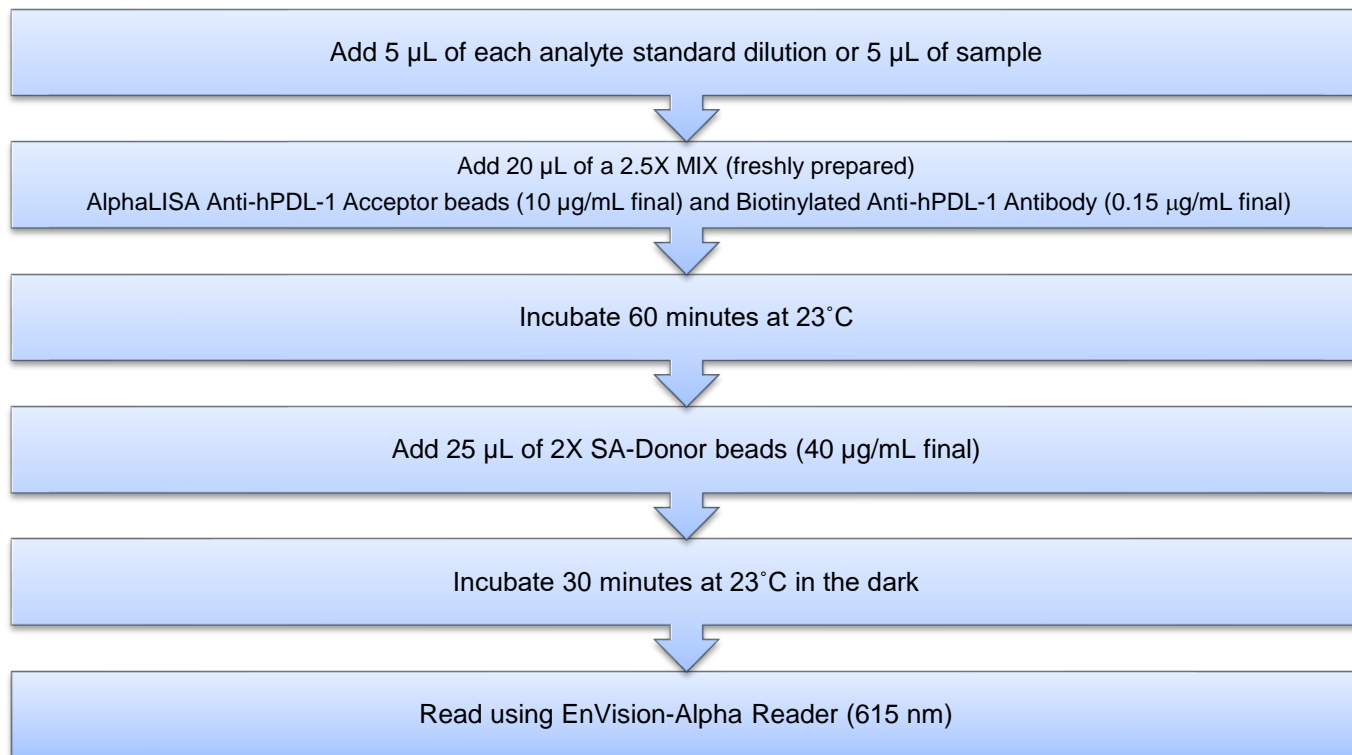 Add 5 µL of each analyte standard dilution or 5 µL of sample
Add 20 µL of a 2.5X MIX (freshly prepared)
AlphaLISA Anti-hPDL-1 Acceptor beads (10 µg/mL final) and Biotinylated Anti-hPDL-1 Antibody (0.15 µg/mL final)
Incubate 60 minutes at 23˚C
Add 25 µL of 2X SA-Donor beads (40 µg/mL final)
Incubate 30 minutes at 23˚C in the dark
Read using EnVision-Alpha Reader (615 nm)